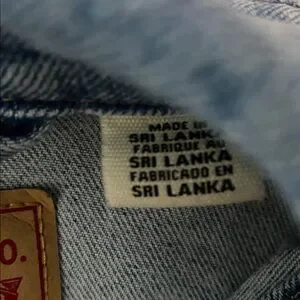 MADE IN
SRI LANKA
FABRIQUE AU
SRI LANKA
FABRICADO EN
SRI LANKA
O.